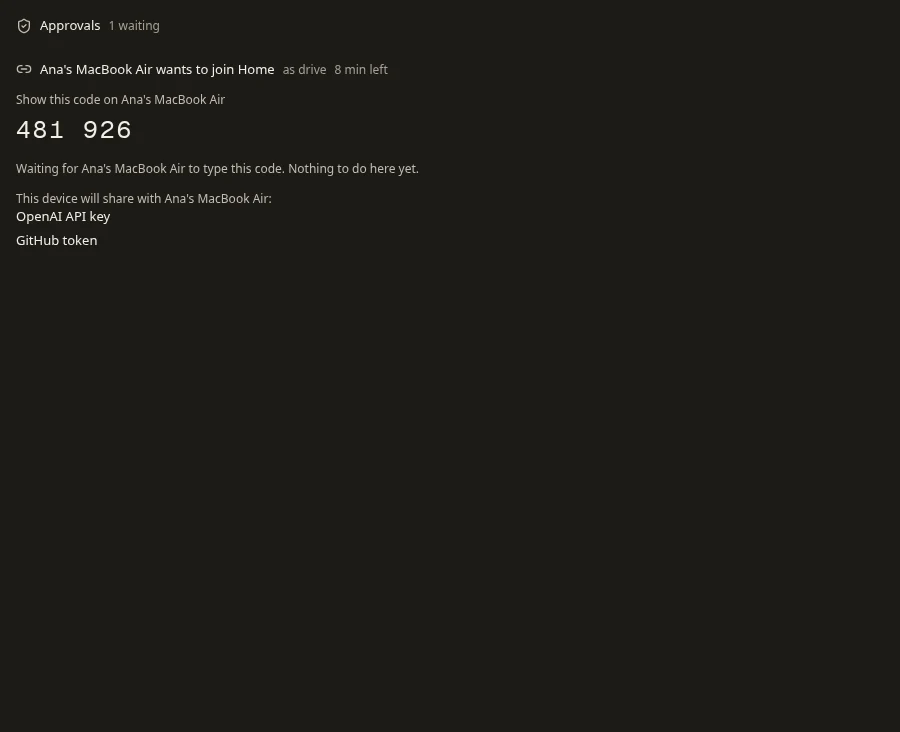 Approvals 1 waiting
Ana's MacBook Air wants to join Home as drive 8 min left
Show this code on Ana's MacBook Air
481 926
Waiting for Ana's MacBook Air to type this code. Nothing to do here yet.
This device will share with Ana's MacBook Air:
OpenAI API key
GitHub token